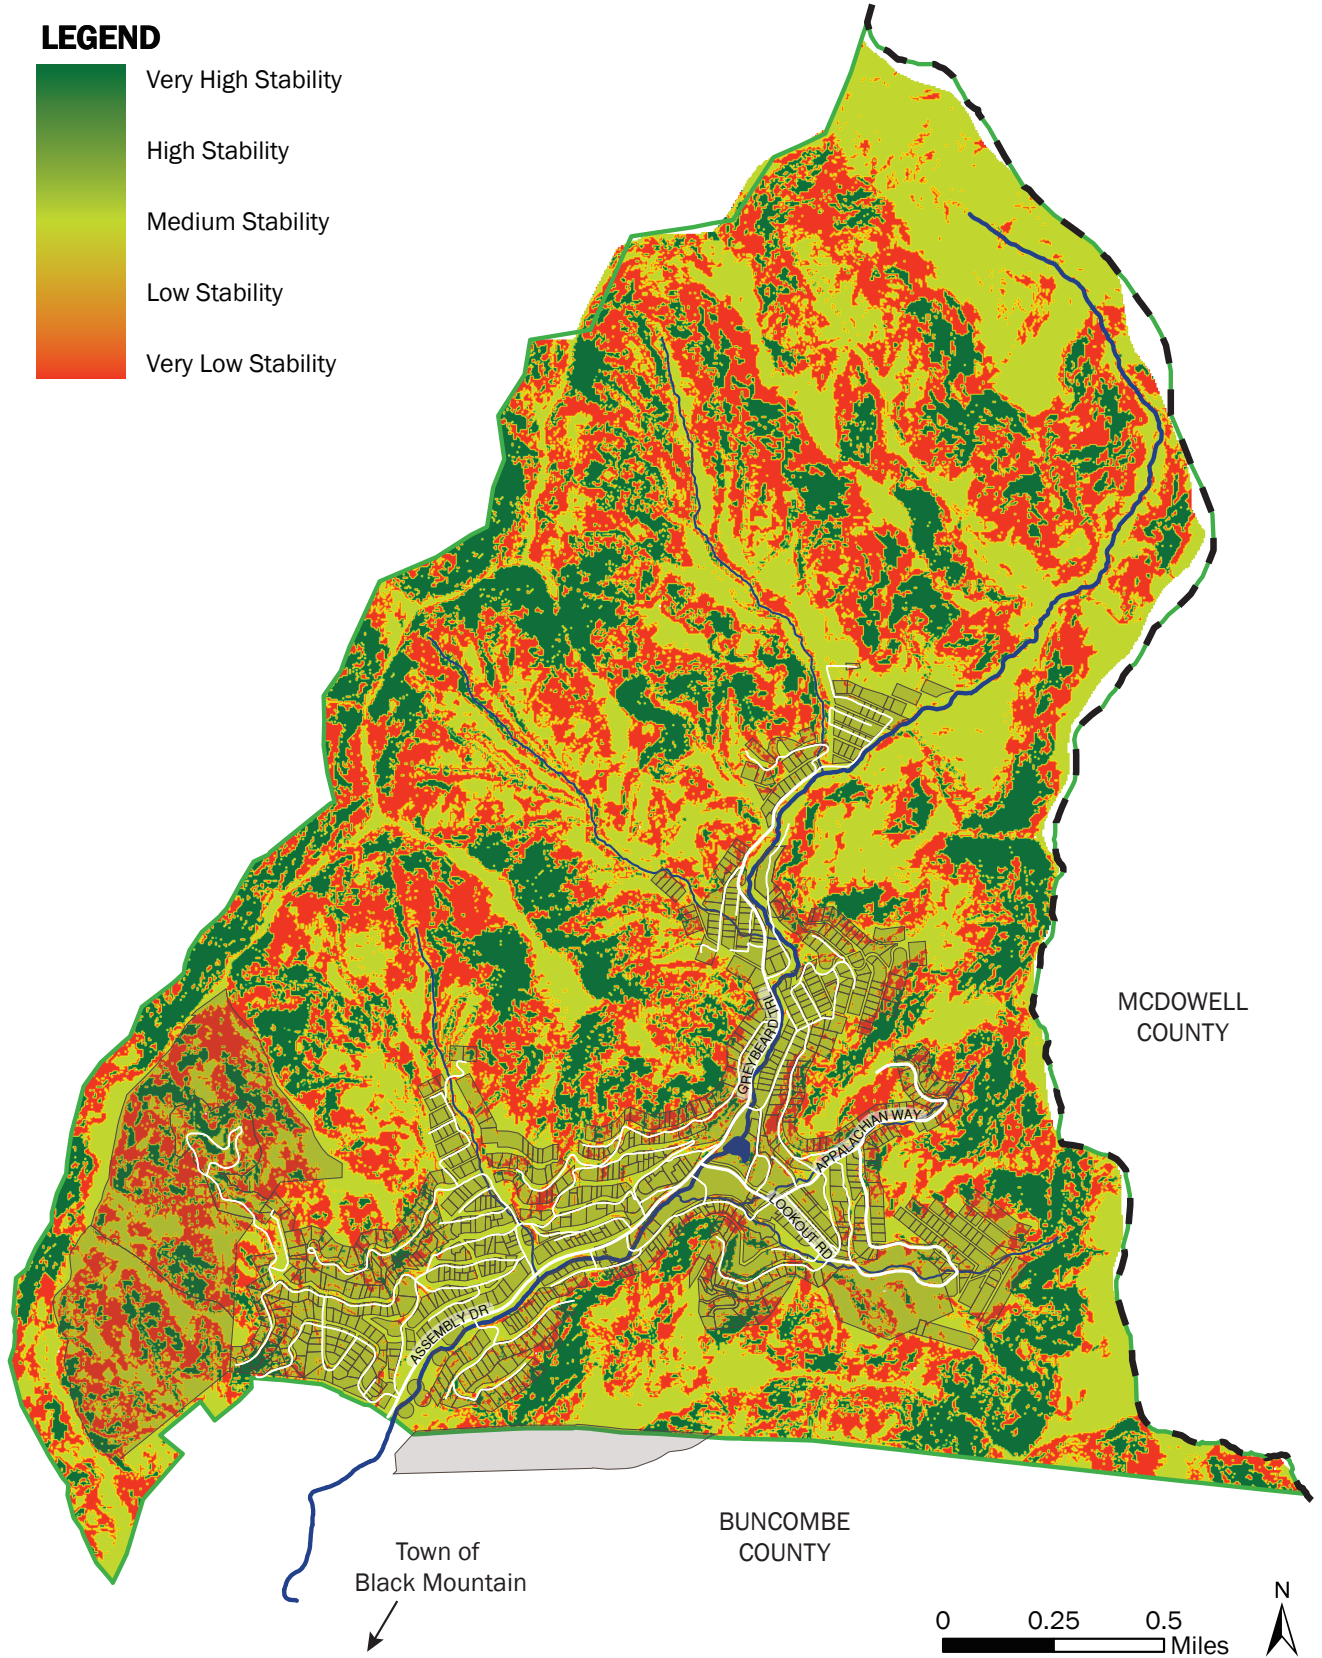 LEGEND
Very High Stability
High Stability
Medium Stability
Low Stability
Very Low Stability
GREYBEARD TRL
APPALACHIAN WAY
LOOKOUT RD
ASSEMBLY DR
MCDOWELL
COUNTY
BUNCOMBE
COUNTY
Town of
Black Mountain
N
0 0.25 0.5
Miles